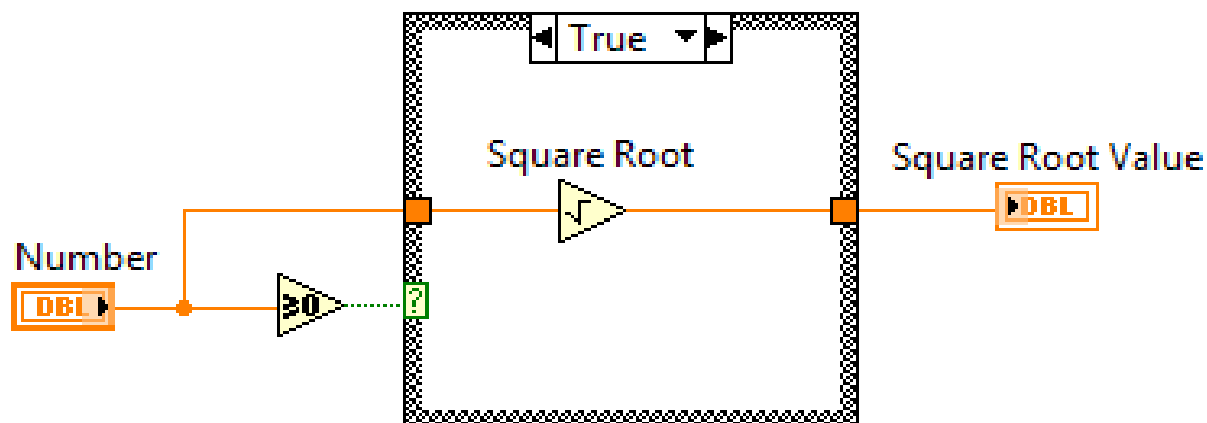 True
Square Root
Square Root Value
DBL
Number
DBL
≥0
?